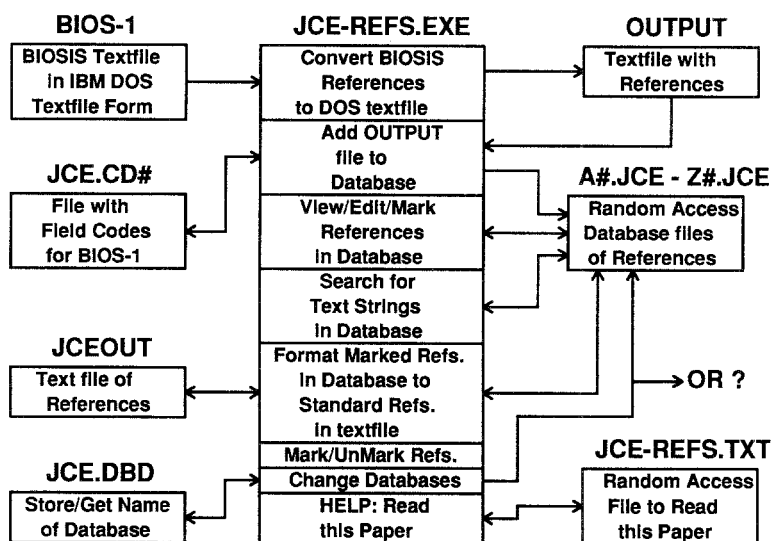 BIOS-1
BIOSIS Textfile
in IBM DOS
Textfile Form
JCE.CD#
File with
Field Codes
for BIOS-1
JCEOUT
Text file of
References
JCE.DBD
Store/Get Name
of Database
JCE-REFS.EXE
Convert BIOSIS
References
to DOS textfile
Add OUTPUT
file to
Database
View/Edit/Mark
References
in Database
Search for
Text Strings
in Database
Format Marked Refs.
in Database to
Standard Refs.
in textfile
Mark/UnMark Refs.
Change Databases
HELP: Read
this Paper
OUTPUT
Textfile with
References
A#.JCE - Z#.JCE
Random Access
Database files
of References
OR ?
JCE-REFS.TXT
Random Access
File to Read
this Paper